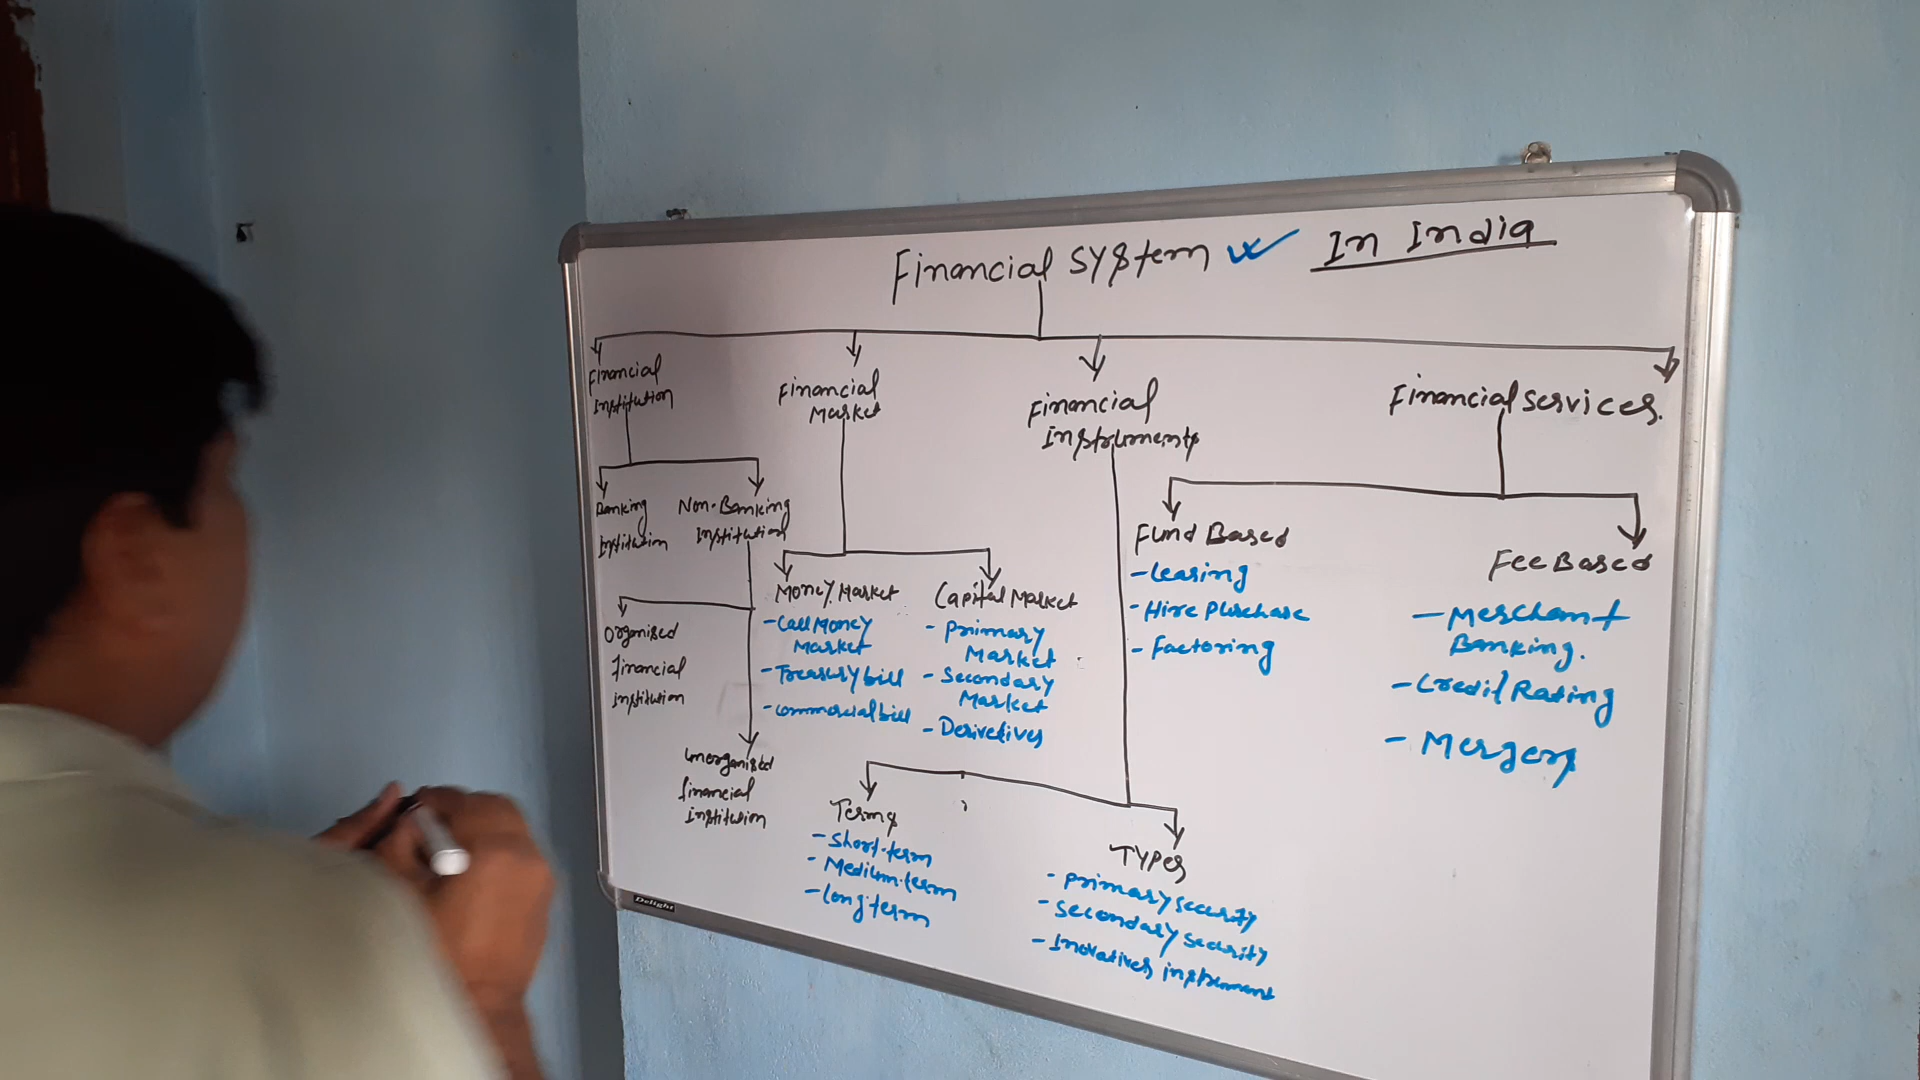 Financial System In India
Financial
Institution
Financial
Market
Financial
Instruments
Financial Services.
Banking
Institution
Non-Banking
Institution
Organised
financial
institution
unorganised
financial
institution
Money Market
- Call Money
Market
- Treasury bill
- commercial bill
Capital Market
- Primary
Market
- Secondary
Market
- Derivetives
Terms
- Short-term
- Medium-term
- long term
TYPES
- primary security
- secondary security
- Inovatives instrument
Fund Based
- Leasing
- Hire purchase
- Factoring
Fee Based
- Merchant
Banking.
- Credit Rating
- Mergers
Delight